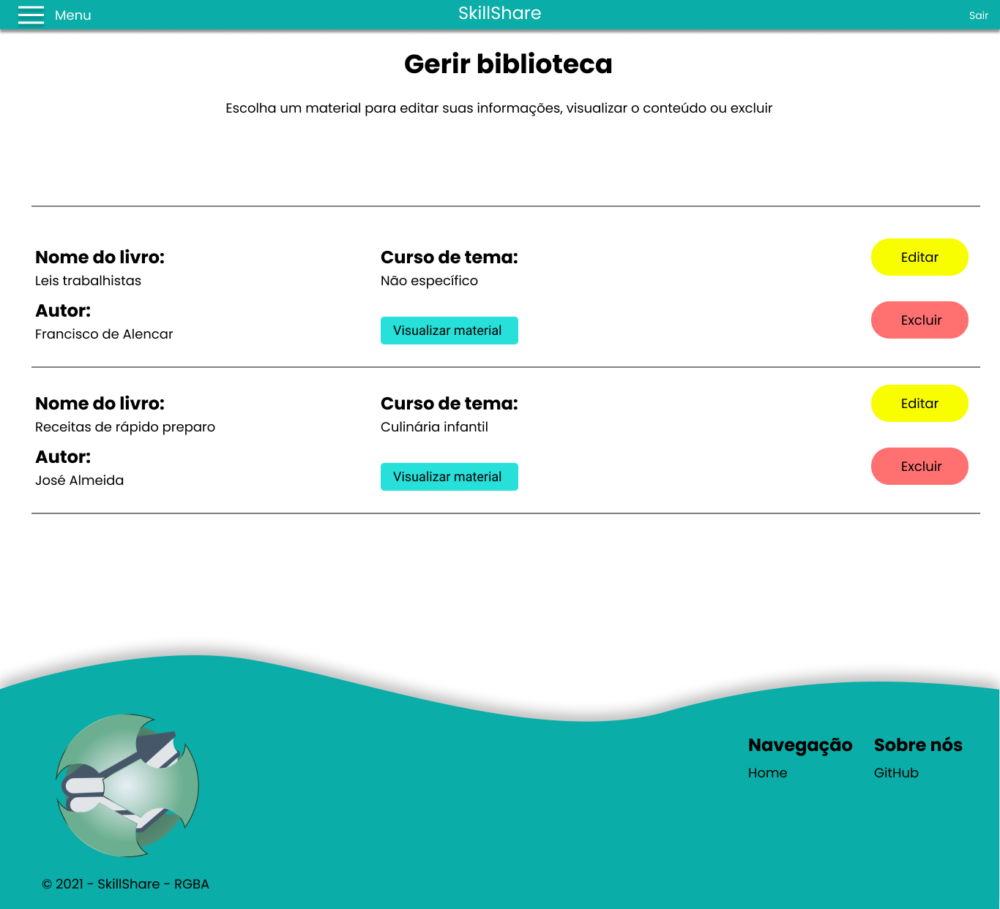 Menu
SkillShare
Sair
Gerir biblioteca
Escolha um material para editar suas informações, visualizar o conteúdo ou excluir
Nome do livro:
Leis trabalhistas
Autor:
Francisco de Alencar
Curso de tema:
Não específico
Visualizar material
Editar
Excluir
Nome do livro:
Receitas de rápido preparo
Autor:
José Almeida
Curso de tema:
Culinária infantil
Visualizar material
Editar
Excluir
Navegação
Home
Sobre nós
GitHub
© 2021 - SkillShare - RGBA